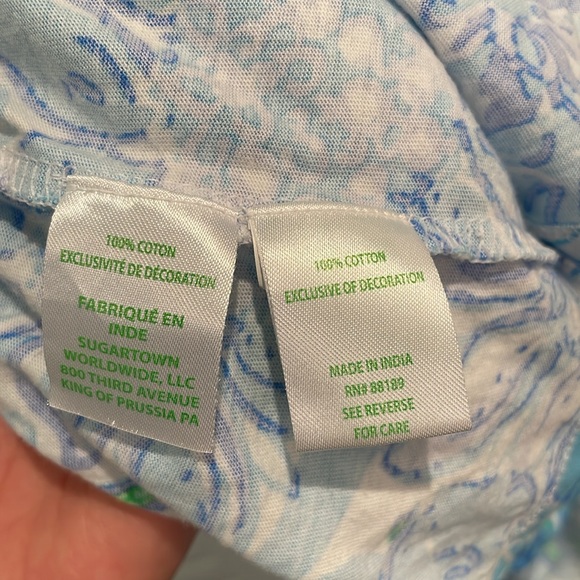 100% COTON
EXCLUSIVITÉ DE DÉCORATION
FABRIQUÉ EN
INDE
SUGARTOWN
WORLDWIDE, LLC
800 THIRD AVENUE
KING OF PRUSSIA PA
100% COTTON
EXCLUSIVE OF DECORATION
MADE IN INDIA
RN# 88189
SEE REVERSE
FOR CARE